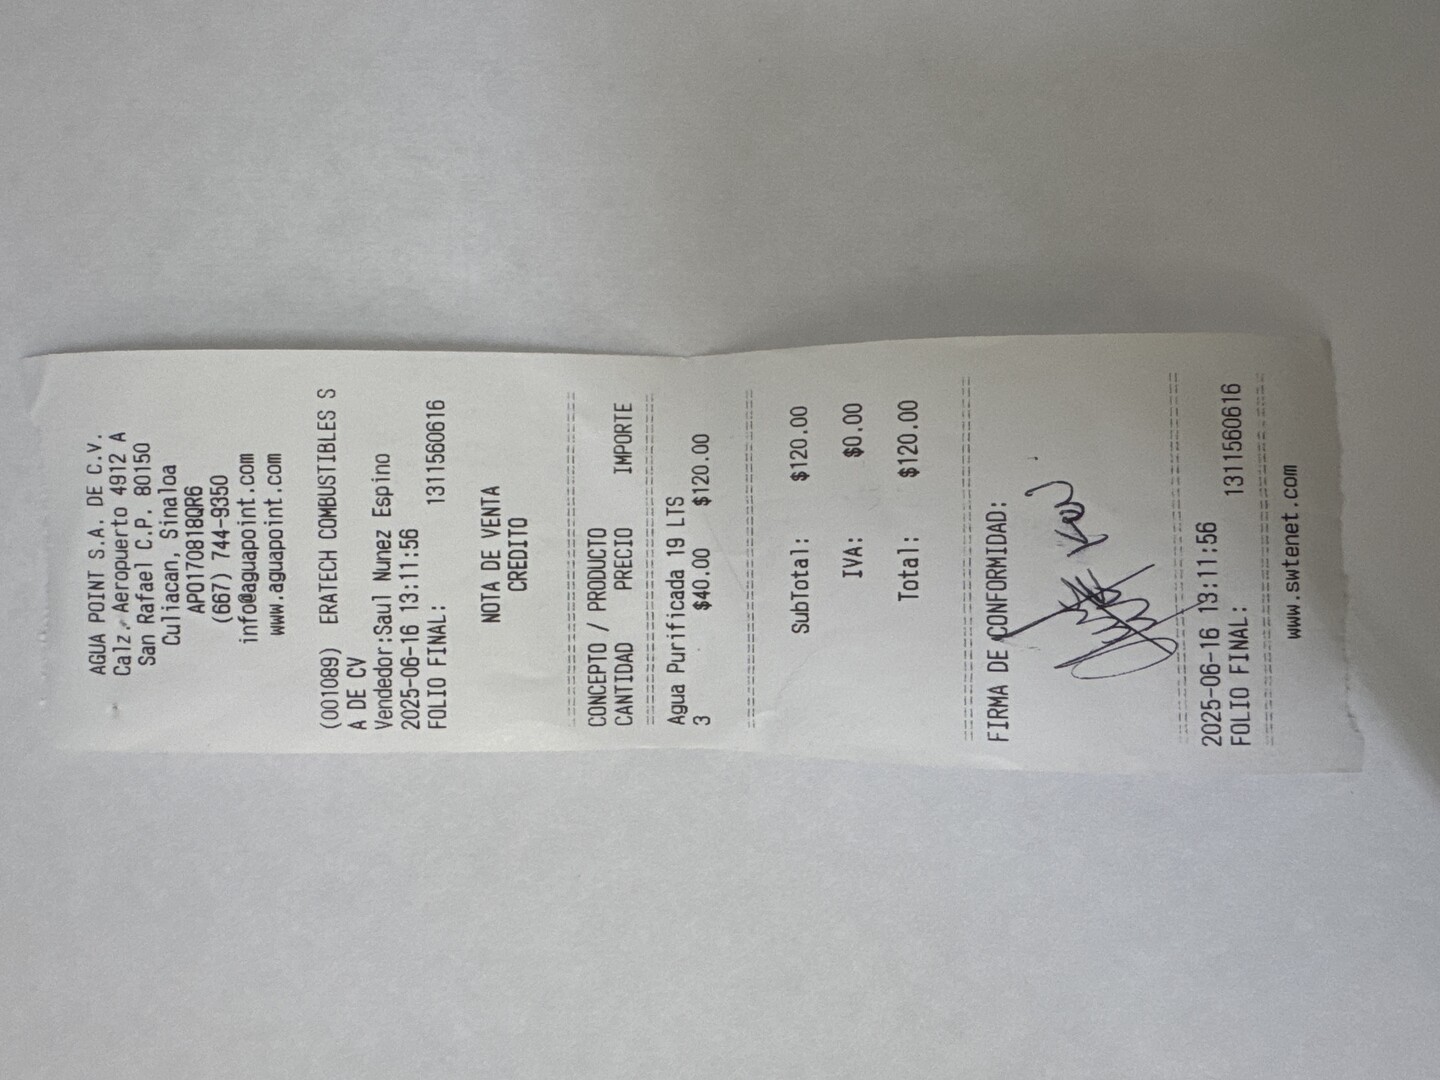 AGUA POINT S.A. DE C.V.
Calz. Aeropuerto 4912 A
San Rafael C.P. 80150
Culiacan, Sinaloa
APO170818QR6
(667) 744-9350
info@aguapoint.com
www.aguapoint.com
(001089) ERATECH COMBUSTIBLES S
A DE CV
Vendedor:Saul Nunez Espino
2025-06-16 13:11:56
FOLIO FINAL: 1311560616
NOTA DE VENTA
CREDITO
CONCEPTO / PRODUCTO
CANTIDAD PRECIO IMPORTE
Agua Purificada 19 LTS
3 $40.00 $120.00
SubTotal: $120.00
IVA: $0.00
Total: $120.00
FIRMA DE CONFORMIDAD:
2025-06-16 13:11:56
FOLIO FINAL: 1311560616
www.swtenet.com